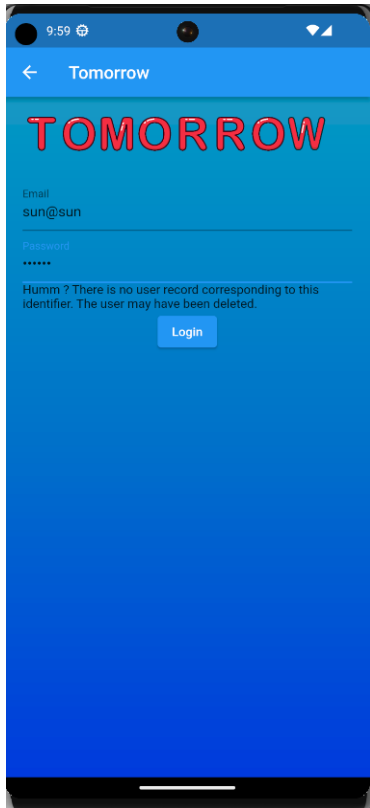 9:59
Tomorrow
TOMORROW
Email
sun@sun
Password
••••••
Humm ? There is no user record corresponding to this
identifier. The user may have been deleted.
Login